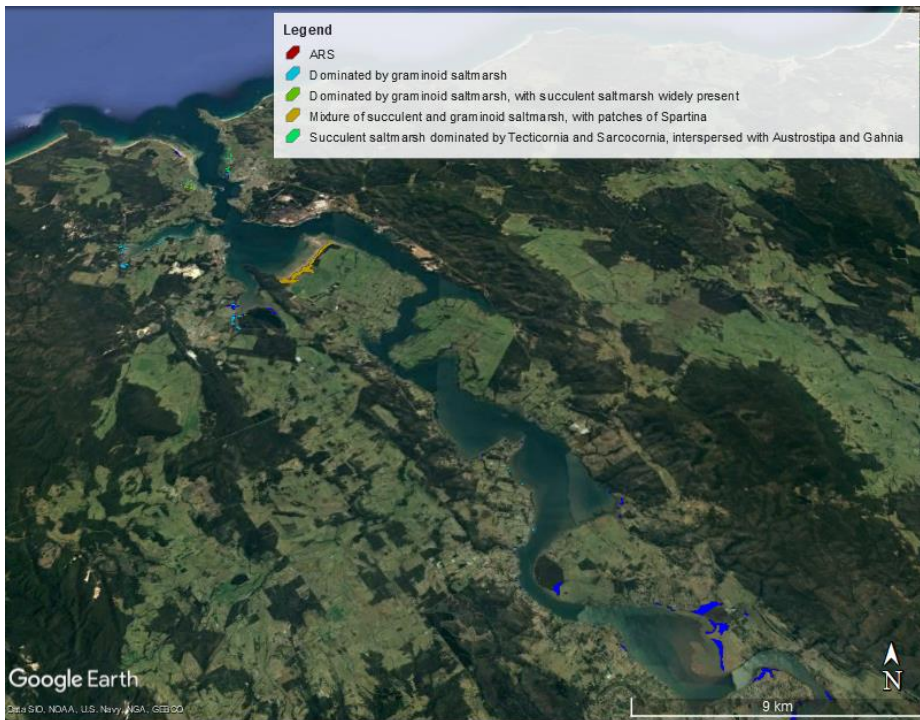 Legend
ARS
Dominated by graminoid saltmarsh
Dominated by graminoid saltmarsh, with succulent saltmarsh widely present
Mixture of succulent and graminoid saltmarsh, with patches of Spartina
Succulent saltmarsh dominated by Tecticornia and Sarcocornia, interspersed with Austrostipa and Gahnia
N
Google Earth
Data SIO, NOAA, U.S. Navy, NGA, GEBCO
9 km